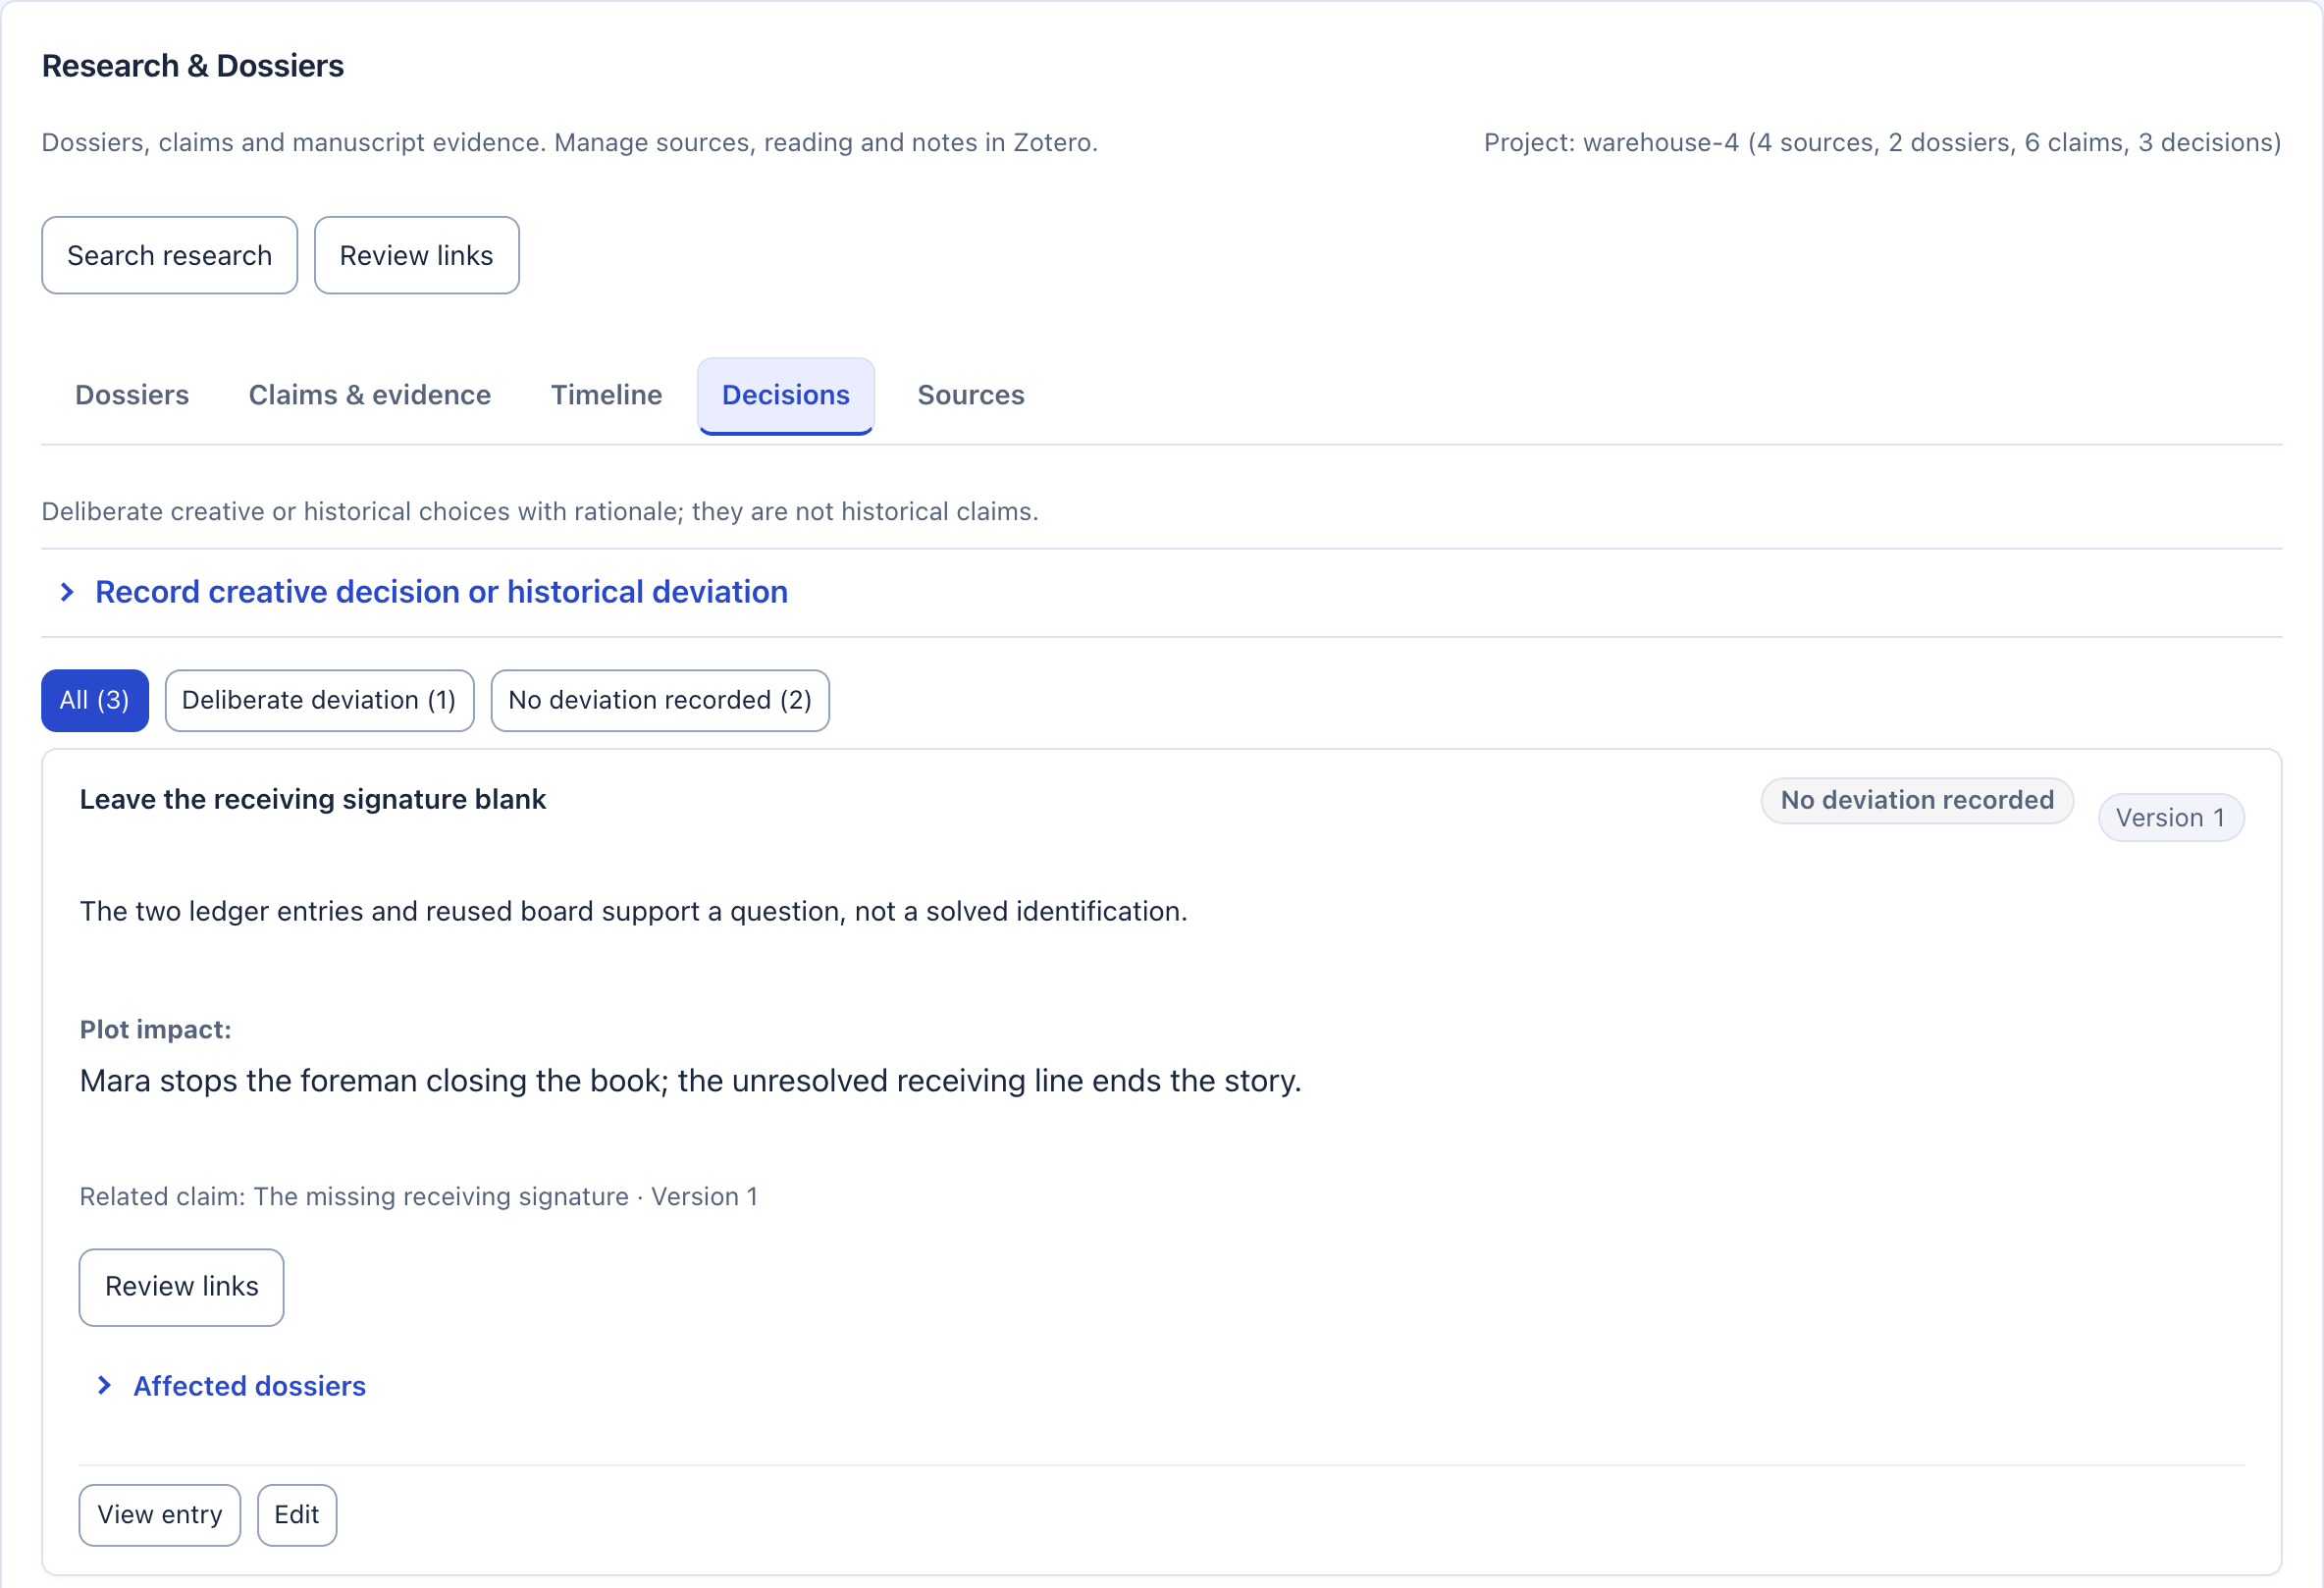 Research & Dossiers
Dossiers, claims and manuscript evidence. Manage sources, reading and notes in Zotero.
Project: warehouse-4 (4 sources, 2 dossiers, 6 claims, 3 decisions)
Search research
Review links
Dossiers
Claims & evidence
Timeline
Decisions
Sources
Deliberate creative or historical choices with rationale; they are not historical claims.
Record creative decision or historical deviation
All (3)
Deliberate deviation (1)
No deviation recorded (2)
Leave the receiving signature blank
No deviation recorded
Version 1
The two ledger entries and reused board support a question, not a solved identification.
Plot impact:
Mara stops the foreman closing the book; the unresolved receiving line ends the story.
Related claim: The missing receiving signature · Version 1
Review links
Affected dossiers
View entry
Edit